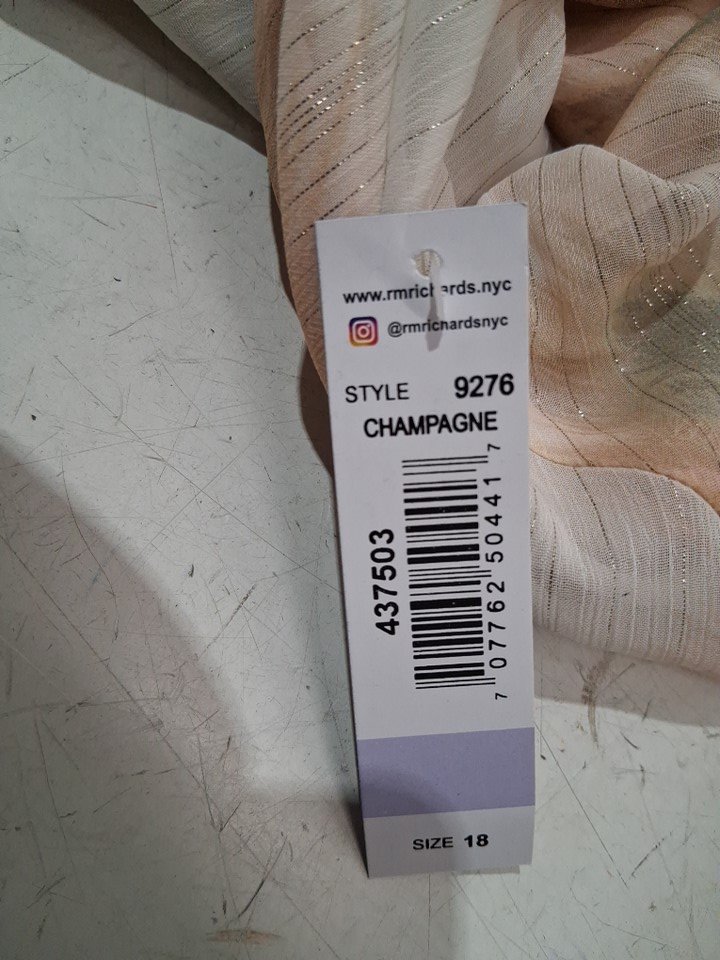 www.rmrichards.nyc
@rmrichardsnyc
STYLE 9276
CHAMPAGNE
437503
7 07762 50441 7
SIZE 18